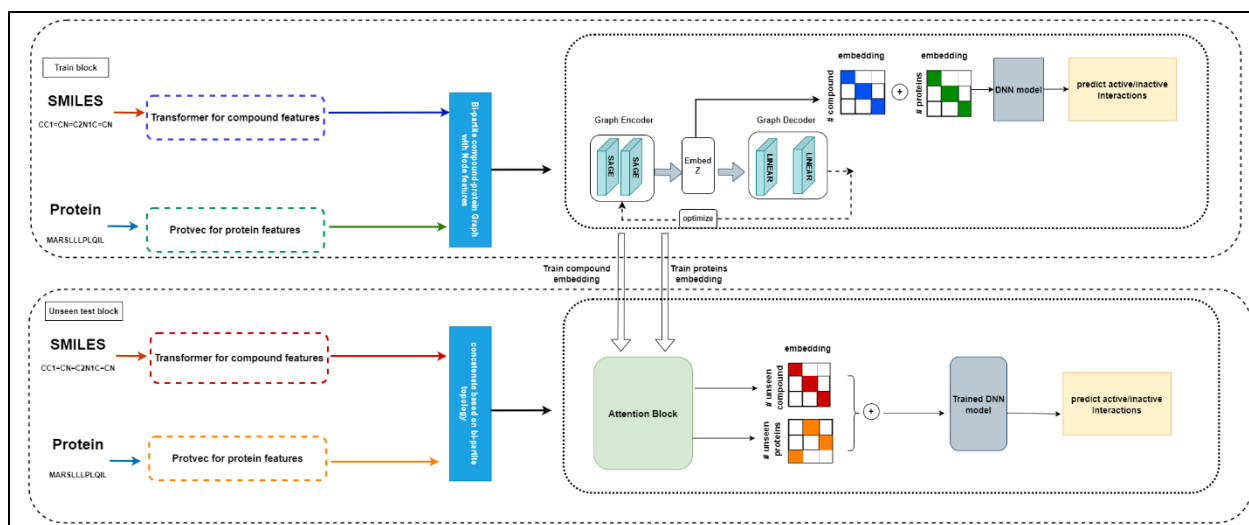 Train block
SMILES
CC1=CN=C2N1C=CN
Transformer for compound features
Protein
MARSLLLPLQIL
Protvec for protein features
Bi-partite compound-protein Graph
with Node features
Graph Encoder
SAGE
SAGE
Embed
Z
Graph Decoder
LINEAR
LINEAR
optimize
embedding
# compound
+
embedding
# proteins
DNN model
predict active/inactive
Interactions
Train compound
embedding
Train proteins
embedding
Unseen test block
SMILES
CC1=CN=C2N1C=CN
Transformer for compound features
Protein
MARSLLLPLQIL
Protvec for protein features
concatenate based on bi-partite
topology
Attention Block
embedding
# unseen
compound
# unseen
proteins
+
Trained DNN
model
predict active/inactive
Interactions